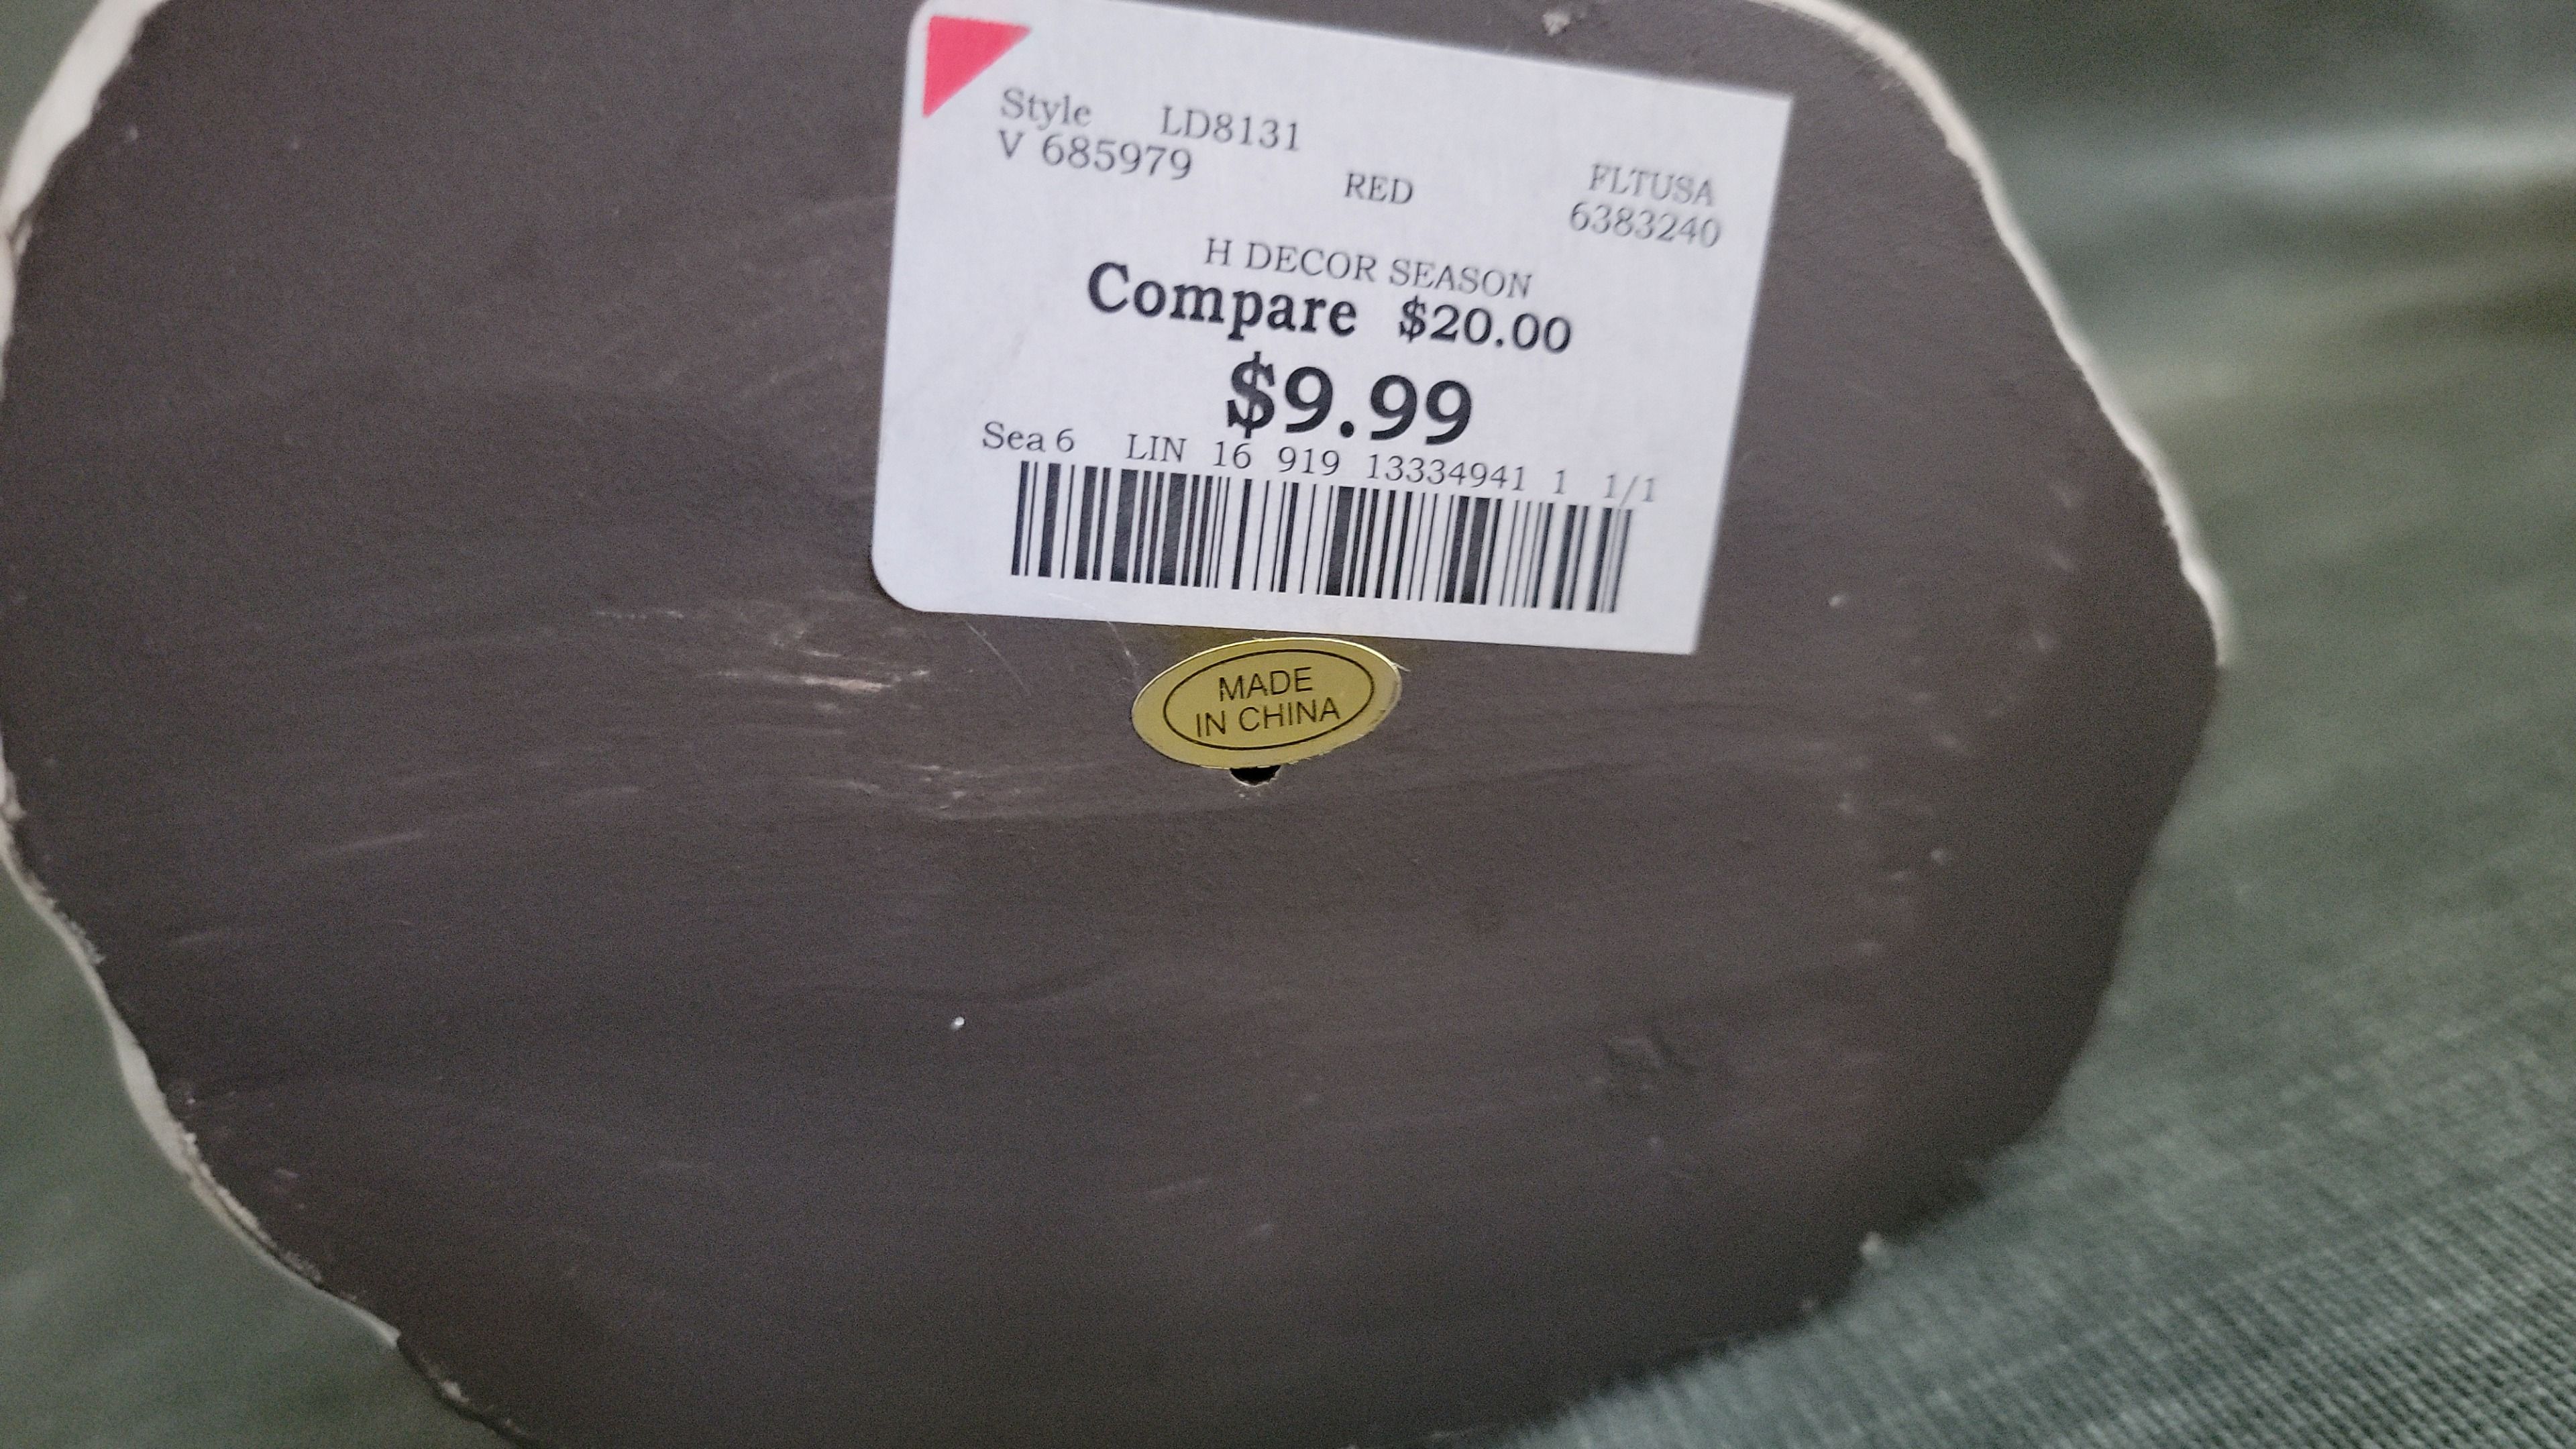 Style LD8131
V 685979 RED FLTUSA
6383240
H DECOR SEASON
Compare $20.00
$9.99
Sea 6 LIN 16 919 13334941 1 1/1
MADE
IN CHINA